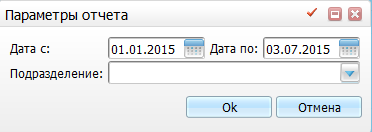 Параметры отчета
Дата с: 01.01.2015 Дата по: 03.07.2015
Подразделение:
Ok Отмена